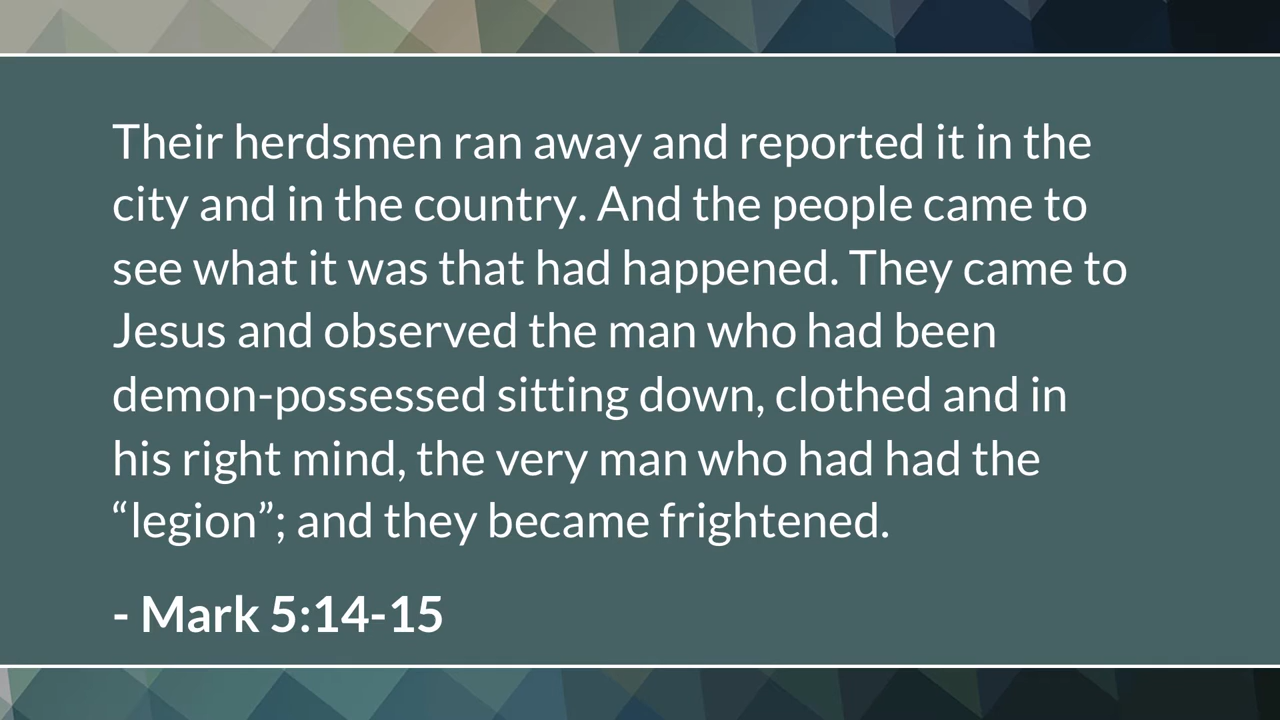 Their herdsmen ran away and reported it in the
city and in the country. And the people came to
see what it was that had happened. They came to
Jesus and observed the man who had been
demon-possessed sitting down, clothed and in
his right mind, the very man who had had the
“legion”; and they became frightened.
- Mark 5:14-15